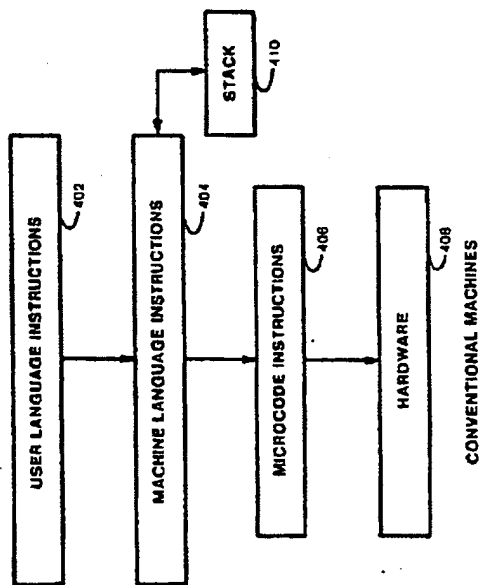 USER LANGUAGE INSTRUCTIONS
402
MACHINE LANGUAGE INSTRUCTIONS
404
STACK
410
MICROCODE INSTRUCTIONS
406
HARDWARE
408
CONVENTIONAL MACHINES